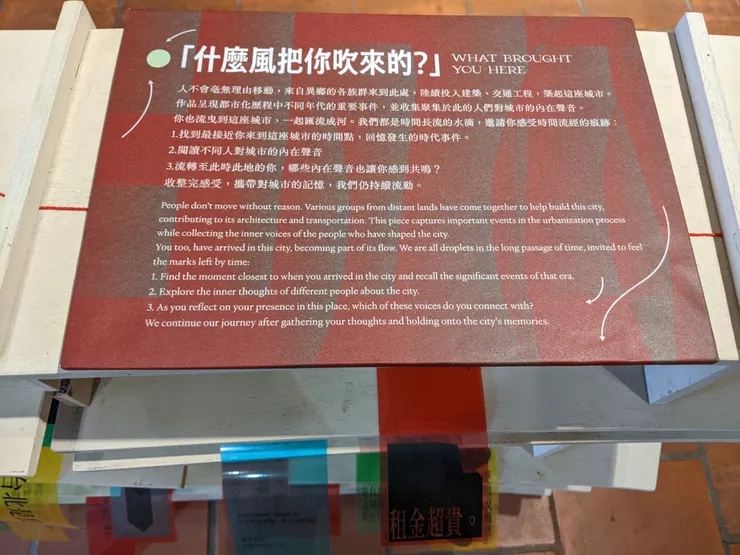 「什麼風把你吹來的?」
WHAT BROUGHT
YOU HERE
人不會毫無理由移動,來自異鄉的各族群來到此處,陸續投入建築、交通工程,築起這座城市。
作品呈現都市化歷程中不同年代的重要事件,並收集聚集於此的人們對城市的內在聲音。
你也流曳到這座城市,一起匯流成河。我們都是時間長流的水滴,邀請你感受時間流經的痕跡:
1.找到最接近你來到這座城市的時間點,回憶發生的時代事件。
2.閱讀不同人對城市的內在聲音
3.流轉至此時此地的你,哪些內在聲音也讓你感到共鳴?
收整完感受,攜帶對城市的記憶,我們仍持續流動。
People don't move without reason. Various groups from distant lands have come together to help build this city,
contributing to its architecture and transportation. This piece captures important events in the urbanization process
while collecting the inner voices of the people who have shaped the city.
You too, have arrived in this city, becoming part of its flow. We are all droplets in the long passage of time, invited to feel
the marks left by time:
1. Find the moment closest to when you arrived in the city and recall the significant events of that era.
2. Explore the inner thoughts of different people about the city.
3. As you reflect on your presence in this place, which of these voices do you connect with?
We continue our journey after gathering your thoughts and holding onto the city's memories.
租金超貴。